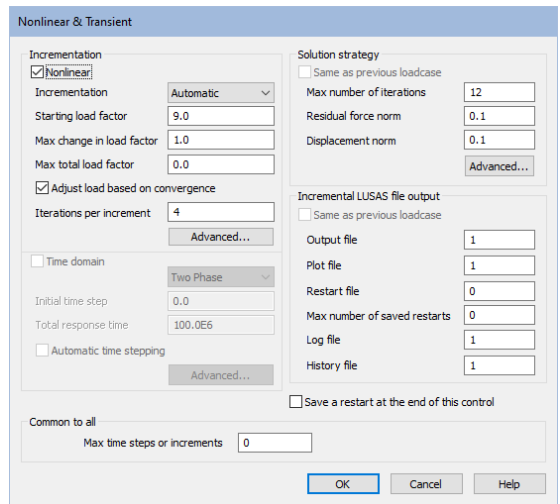 Nonlinear & Transient
Incrementation
Nonlinear
Incrementation Automatic
Starting load factor 9.0
Max change in load factor 1.0
Max total load factor 0.0
Adjust load based on convergence
Iterations per increment 4
Advanced...
Time domain
Two Phase
Initial time step 0.0
Total response time 100.0E6
Automatic time stepping
Advanced...
Solution strategy
Same as previous loadcase
Max number of iterations 12
Residual force norm 0.1
Displacement norm 0.1
Advanced...
Incremental LUSAS file output
Same as previous loadcase
Output file 1
Plot file 1
Restart file 0
Max number of saved restarts 0
Log file 1
History file 1
Save a restart at the end of this control
Common to all
Max time steps or increments 0
OK Cancel Help